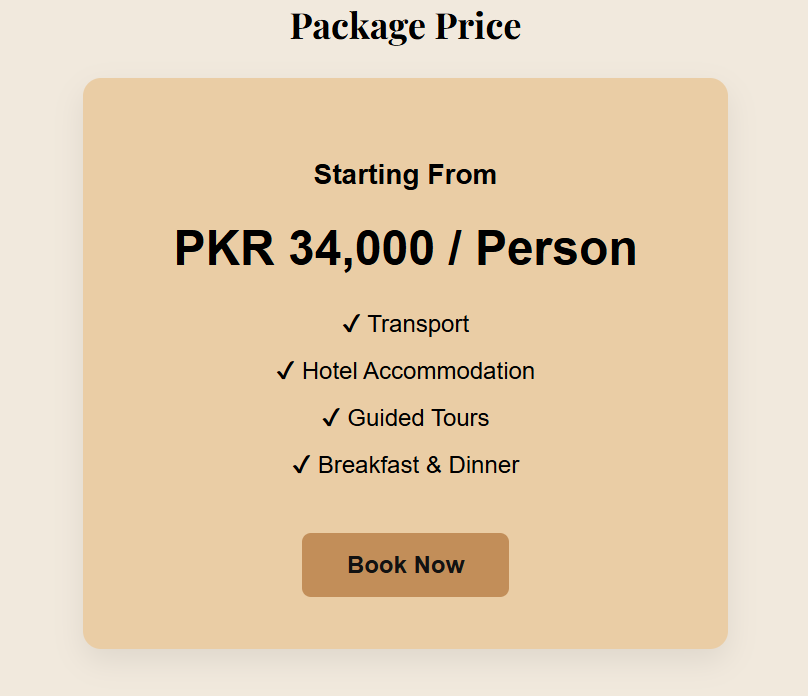 Package Price
Starting From
PKR 34,000 / Person
✓ Transport
✓ Hotel Accommodation
✓ Guided Tours
✓ Breakfast & Dinner
Book Now